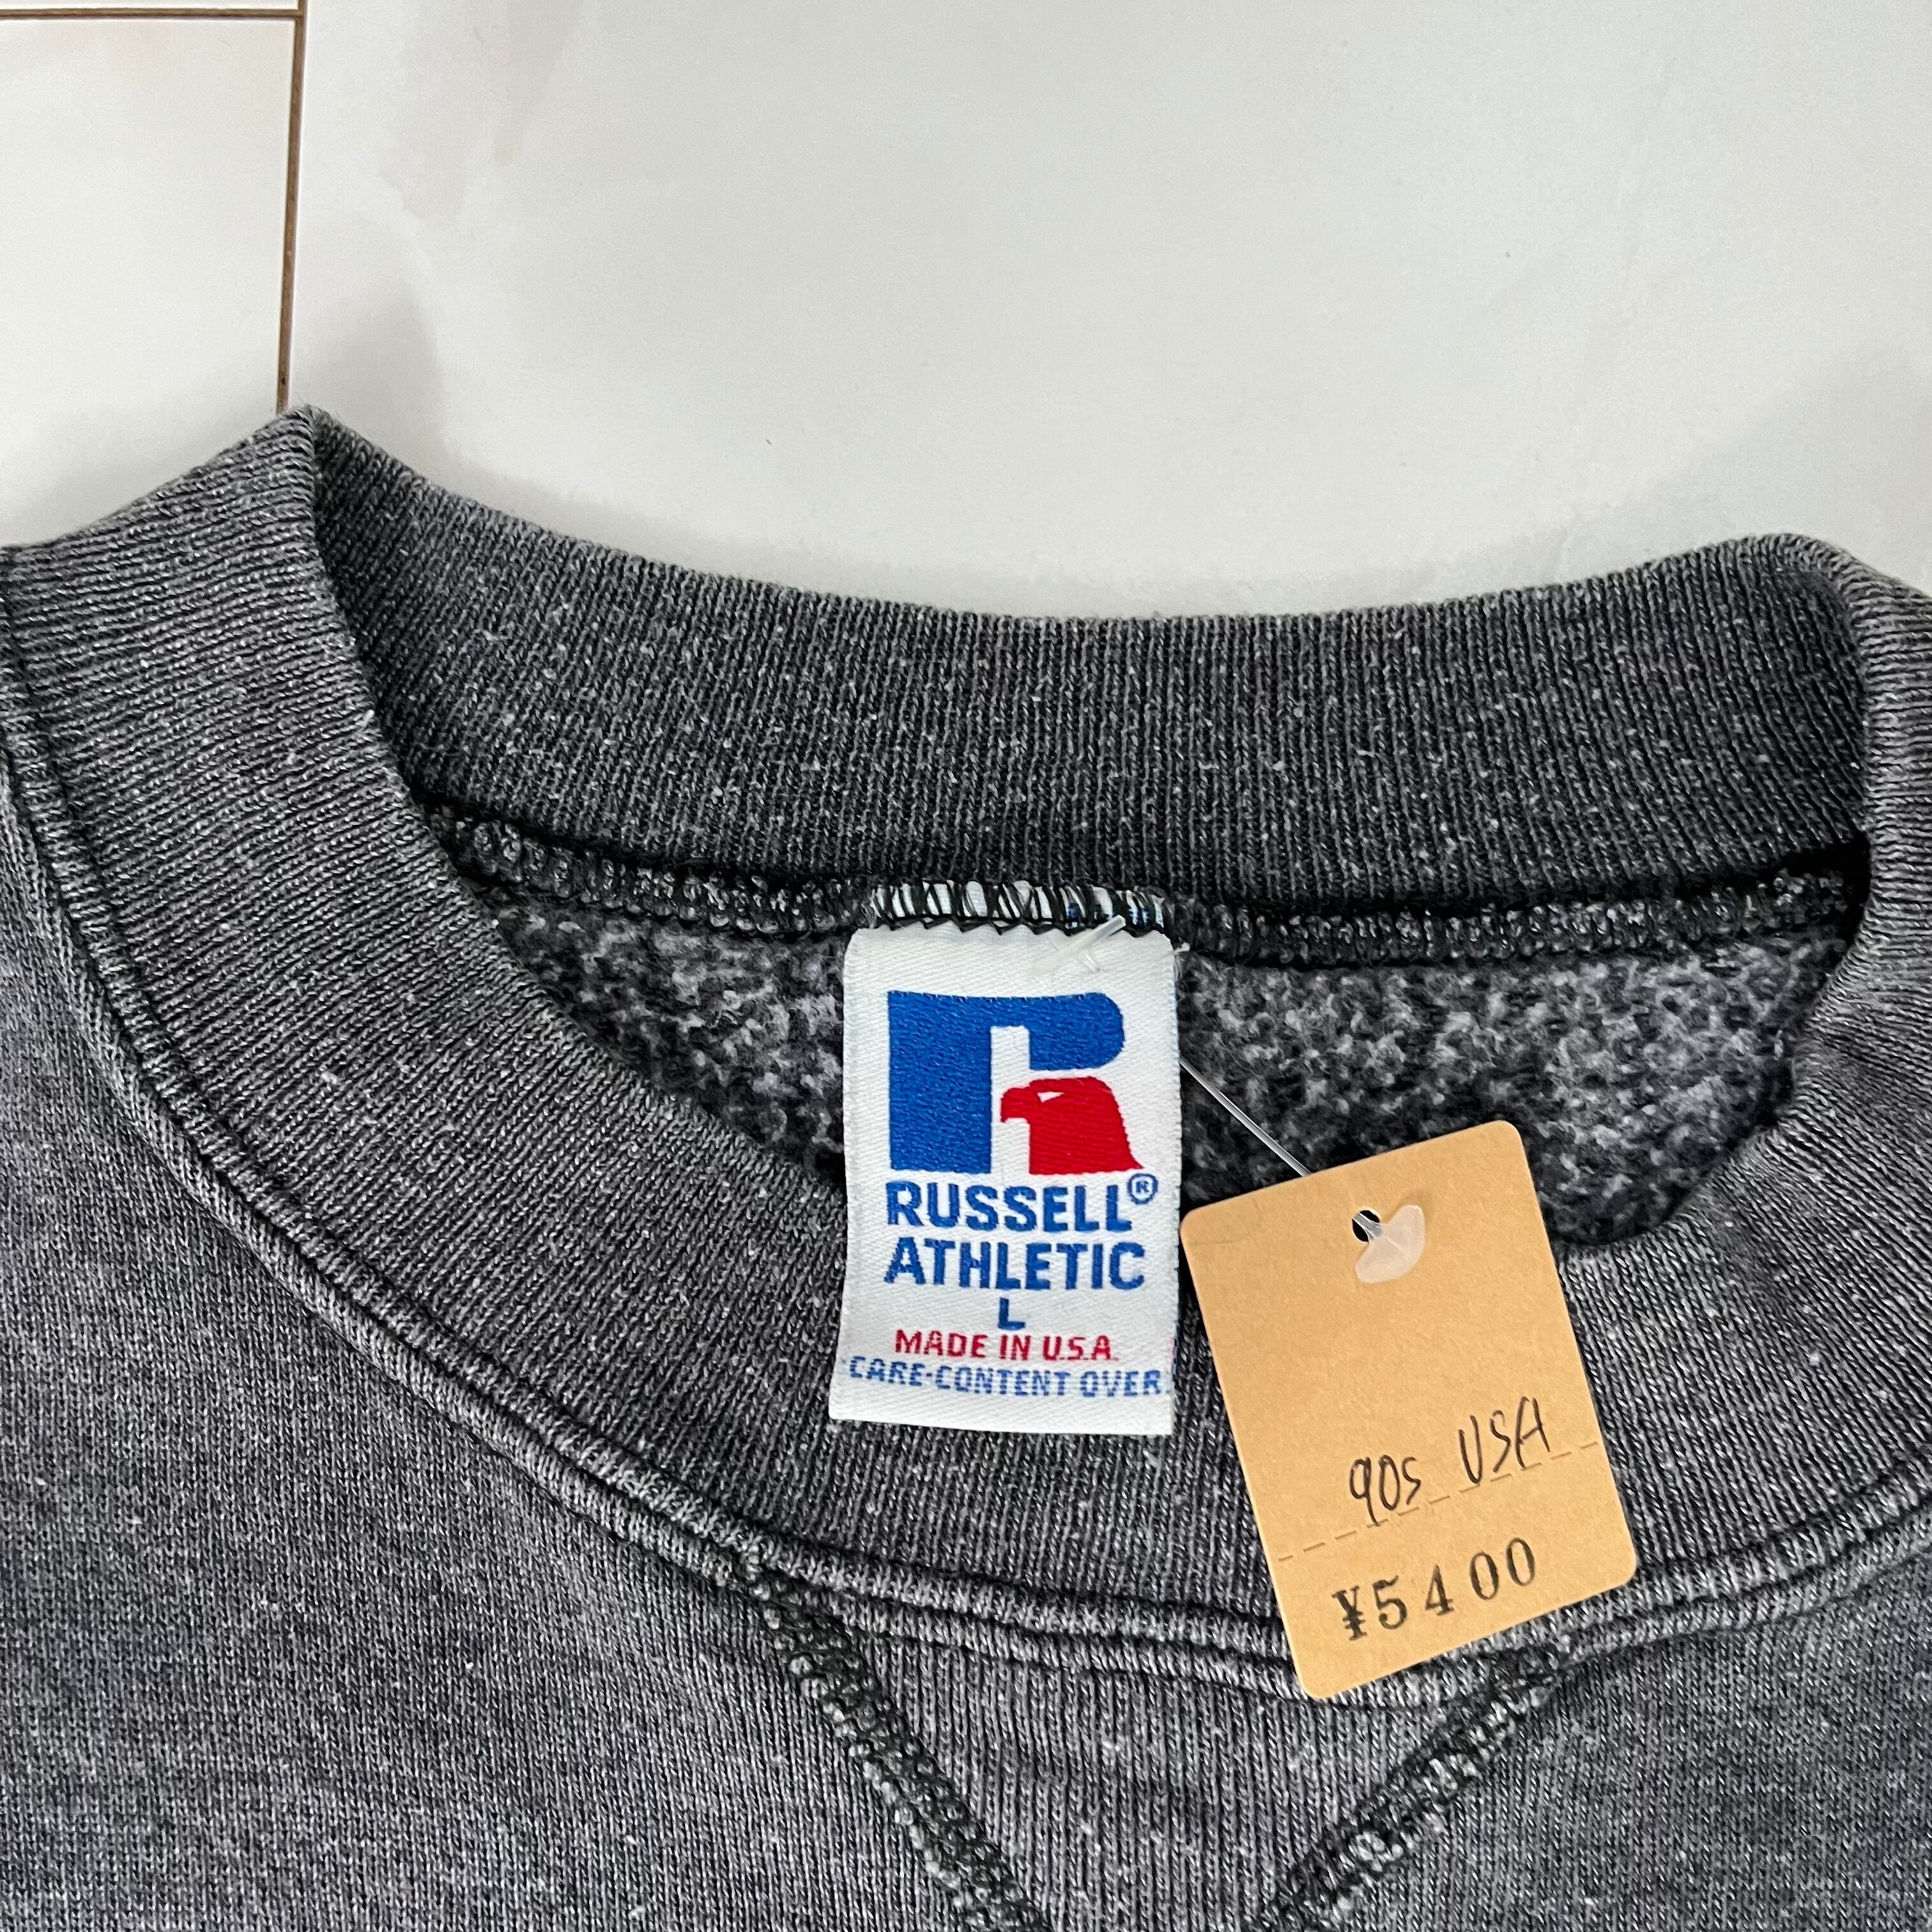 RUSSELL®
ATHLETIC
L
MADE IN U.S.A.
CARE-CONTENT OVER
90s USA
¥5400